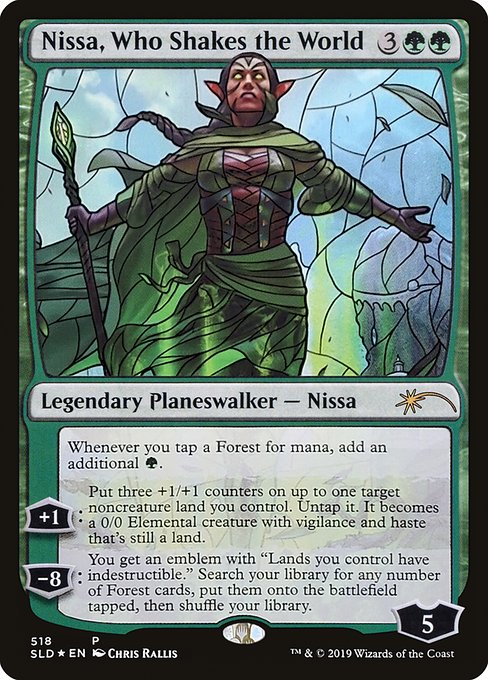 Nissa, Who Shakes the World 3
Legendary Planeswalker — Nissa
Whenever you tap a Forest for mana, add an
additional .
+1: Put three +1/+1 counters on up to one target
noncreature land you control. Untap it. It becomes
a 0/0 Elemental creature with vigilance and haste
that's still a land.
-8: You get an emblem with “Lands you control have
indestructible.” Search your library for any number
of Forest cards, put them onto the battlefield
tapped, then shuffle your library.
5
518 P
SLD ★ EN Chris Rallis
™ & © 2019 Wizards of the Coast